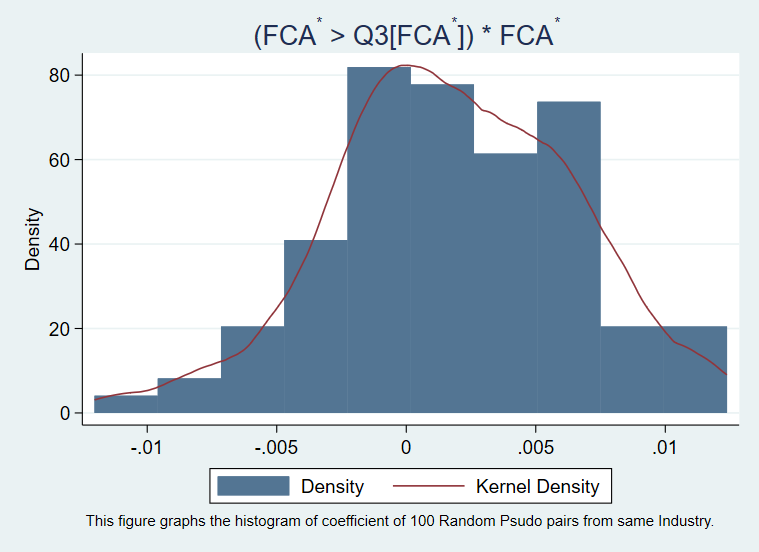 (FCA* > Q3[FCA*]) * FCA*
80
60
40
20
0
Density
-.01 -.005 0 .005 .01
Density Kernel Density
This figure graphs the histogram of coefficient of 100 Random Psudo pairs from same Industry.